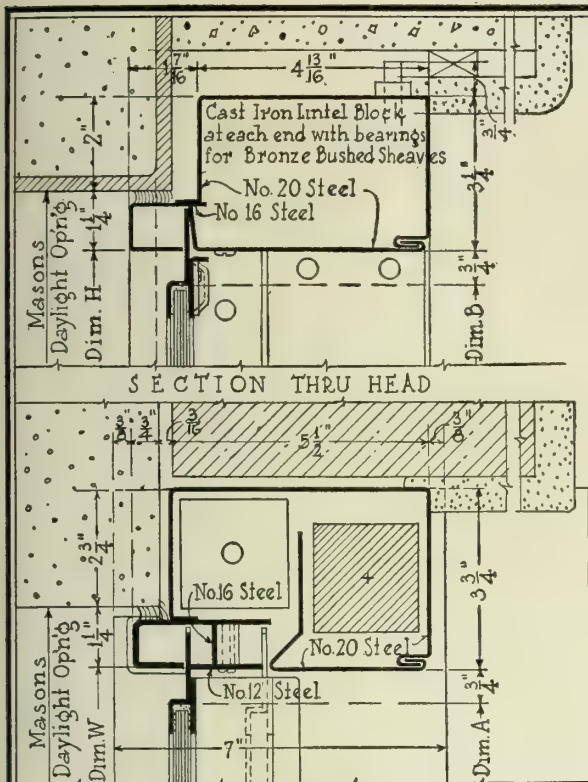 1 7/16"
4 13/16"
Cast Iron Lintel Block
at each end with bearings
for Bronze Bushed Sheaves
2"
3/4"
3 1/4"
No. 20 Steel
No 16 Steel
1 1/4"
Masons
Daylight Op'n'g
Dim. H
3/4"
Dim. B
SECTION THRU HEAD
3/8"
3/4"
3/16
5 1/2"
3/8"
2 3/4"
3 3/4"
No. 16 Steel
1 1/4"
No. 20 Steel
No. 12 Steel
Masons
Daylight Op'n'g
Dim. W
3/4"
Dim. A
7"